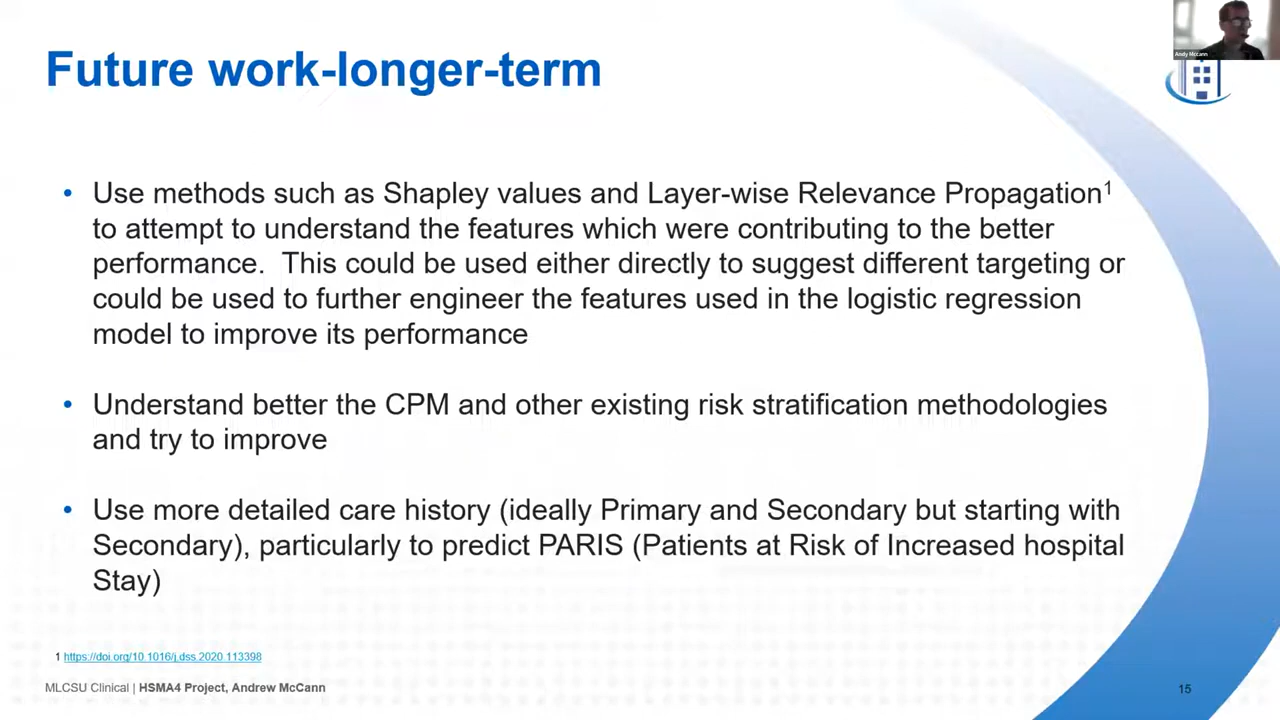 Andy Mccann
Future work-longer-term
• Use methods such as Shapley values and Layer-wise Relevance Propagation1
to attempt to understand the features which were contributing to the better
performance.  This could be used either directly to suggest different targeting or
could be used to further engineer the features used in the logistic regression
model to improve its performance
• Understand better the CPM and other existing risk stratification methodologies
and try to improve
• Use more detailed care history (ideally Primary and Secondary but starting with
Secondary), particularly to predict PARIS (Patients at Risk of Increased hospital
Stay)
1 https://doi.org/10.1016/j.dss.2020.113398
MLCSU Clinical | HSMA4 Project, Andrew McCann
15